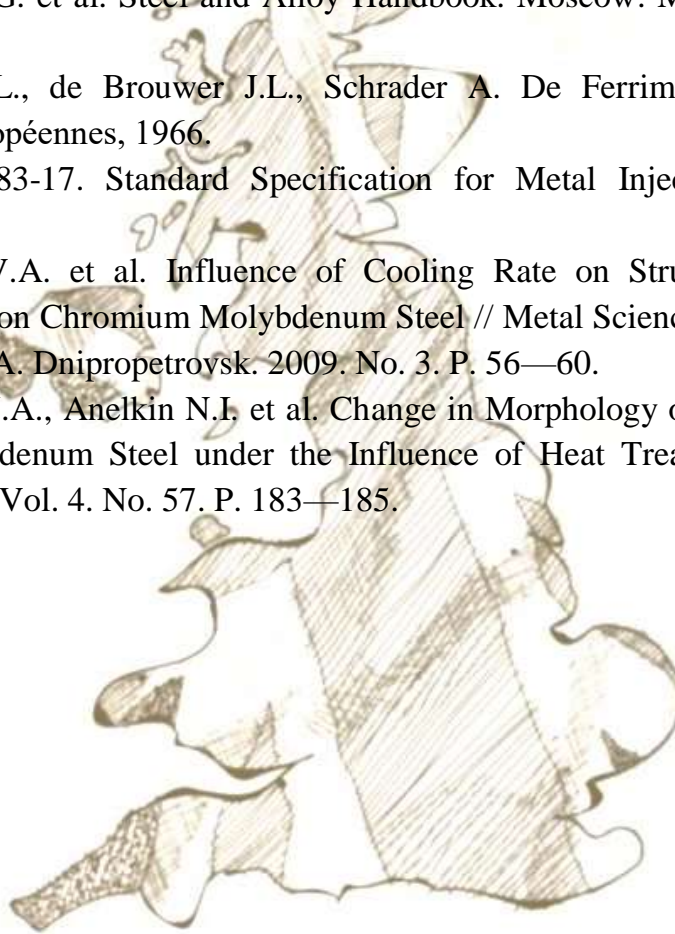 G. et al. Steel and Alloy Handbook. Moscow: M
L., de Brouwer J.L., Schrader A. De Ferrim
opéennes, 1966.
83-17. Standard Specification for Metal Injec
V.A. et al. Influence of Cooling Rate on Stru
on Chromium Molybdenum Steel // Metal Scienc
A. Dnipropetrovsk. 2009. No. 3. P. 56—60.
.A., Anelkin N.I. et al. Change in Morphology o
denum Steel under the Influence of Heat Trea
Vol. 4. No. 57. P. 183—185.